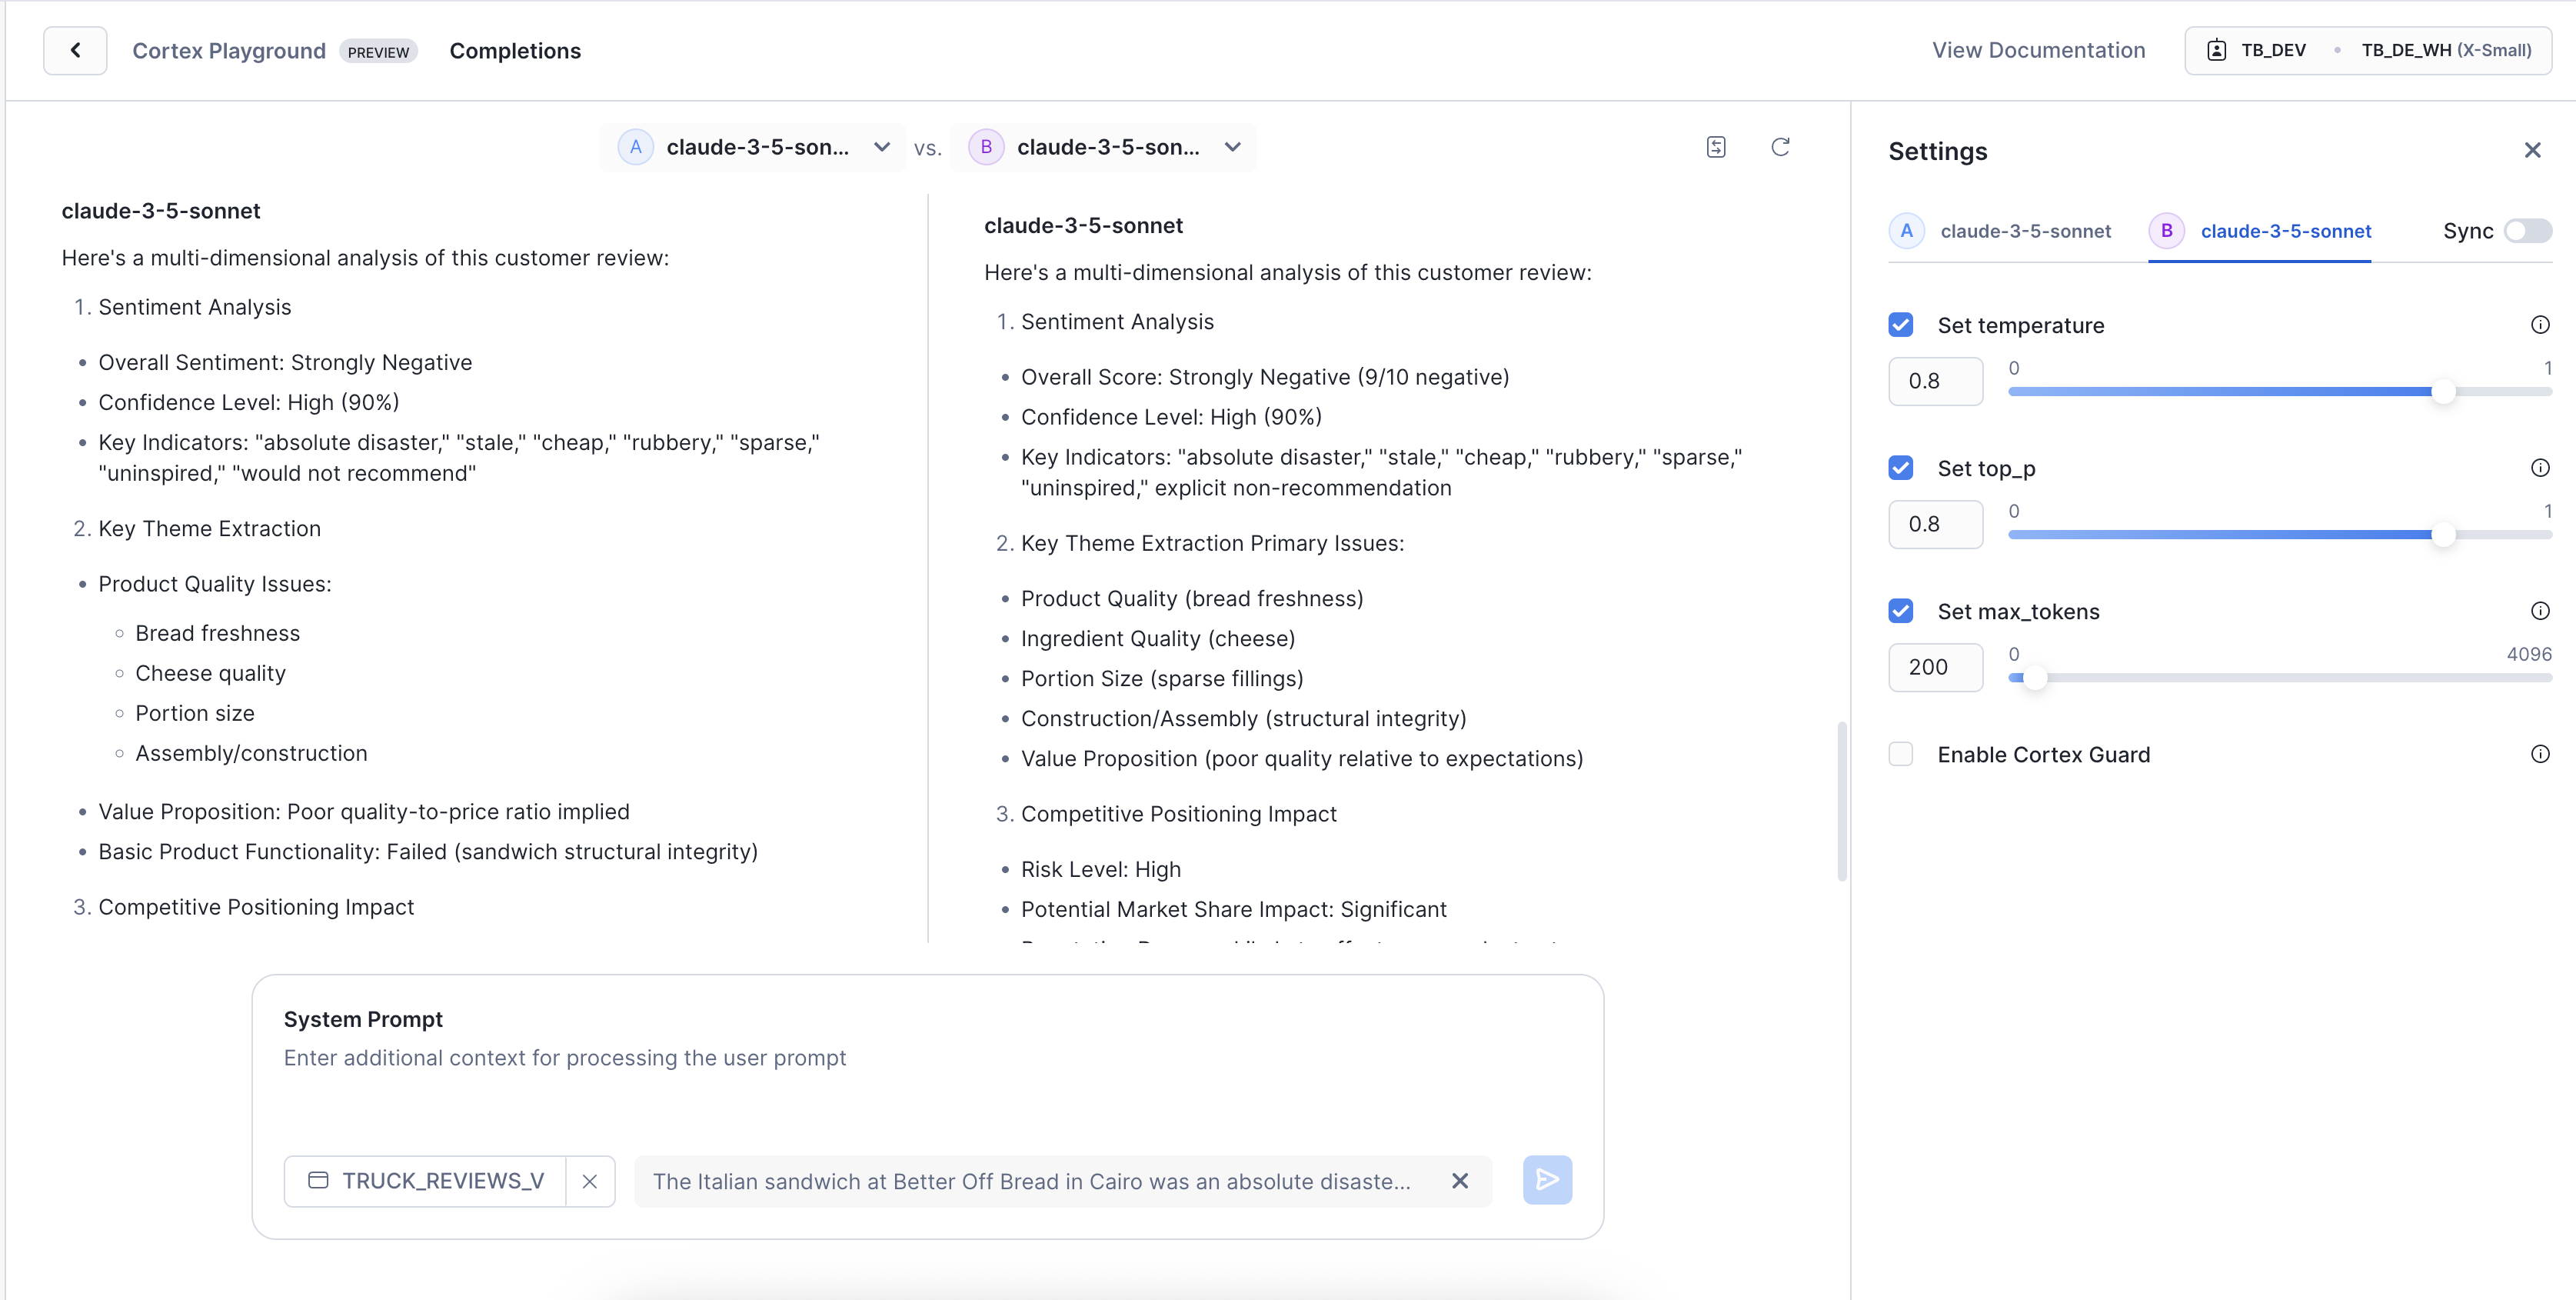 Cortex Playground PREVIEW Completions
View Documentation
TB_DEV • TB_DE_WH (X-Small)
A claude-3-5-son... vs. B claude-3-5-son...
claude-3-5-sonnet
Here's a multi-dimensional analysis of this customer review:
1. Sentiment Analysis
• Overall Sentiment: Strongly Negative
• Confidence Level: High (90%)
• Key Indicators: "absolute disaster," "stale," "cheap," "rubbery," "sparse,"
"uninspired," "would not recommend"
2. Key Theme Extraction
• Product Quality Issues:
◦ Bread freshness
◦ Cheese quality
◦ Portion size
◦ Assembly/construction
• Value Proposition: Poor quality-to-price ratio implied
• Basic Product Functionality: Failed (sandwich structural integrity)
3. Competitive Positioning Impact
claude-3-5-sonnet
Here's a multi-dimensional analysis of this customer review:
1. Sentiment Analysis
• Overall Score: Strongly Negative (9/10 negative)
• Confidence Level: High (90%)
• Key Indicators: "absolute disaster," "stale," "cheap," "rubbery," "sparse,"
"uninspired," explicit non-recommendation
2. Key Theme Extraction Primary Issues:
• Product Quality (bread freshness)
• Ingredient Quality (cheese)
• Portion Size (sparse fillings)
• Construction/Assembly (structural integrity)
• Value Proposition (poor quality relative to expectations)
3. Competitive Positioning Impact
• Risk Level: High
• Potential Market Share Impact: Significant
System Prompt
Enter additional context for processing the user prompt
TRUCK_REVIEWS_V
The Italian sandwich at Better Off Bread in Cairo was an absolute disaste...
Settings
A claude-3-5-sonnet
B claude-3-5-sonnet
Sync
Set temperature
0.8
0 1
Set top_p
0.8
0 1
Set max_tokens
200
0 4096
Enable Cortex Guard